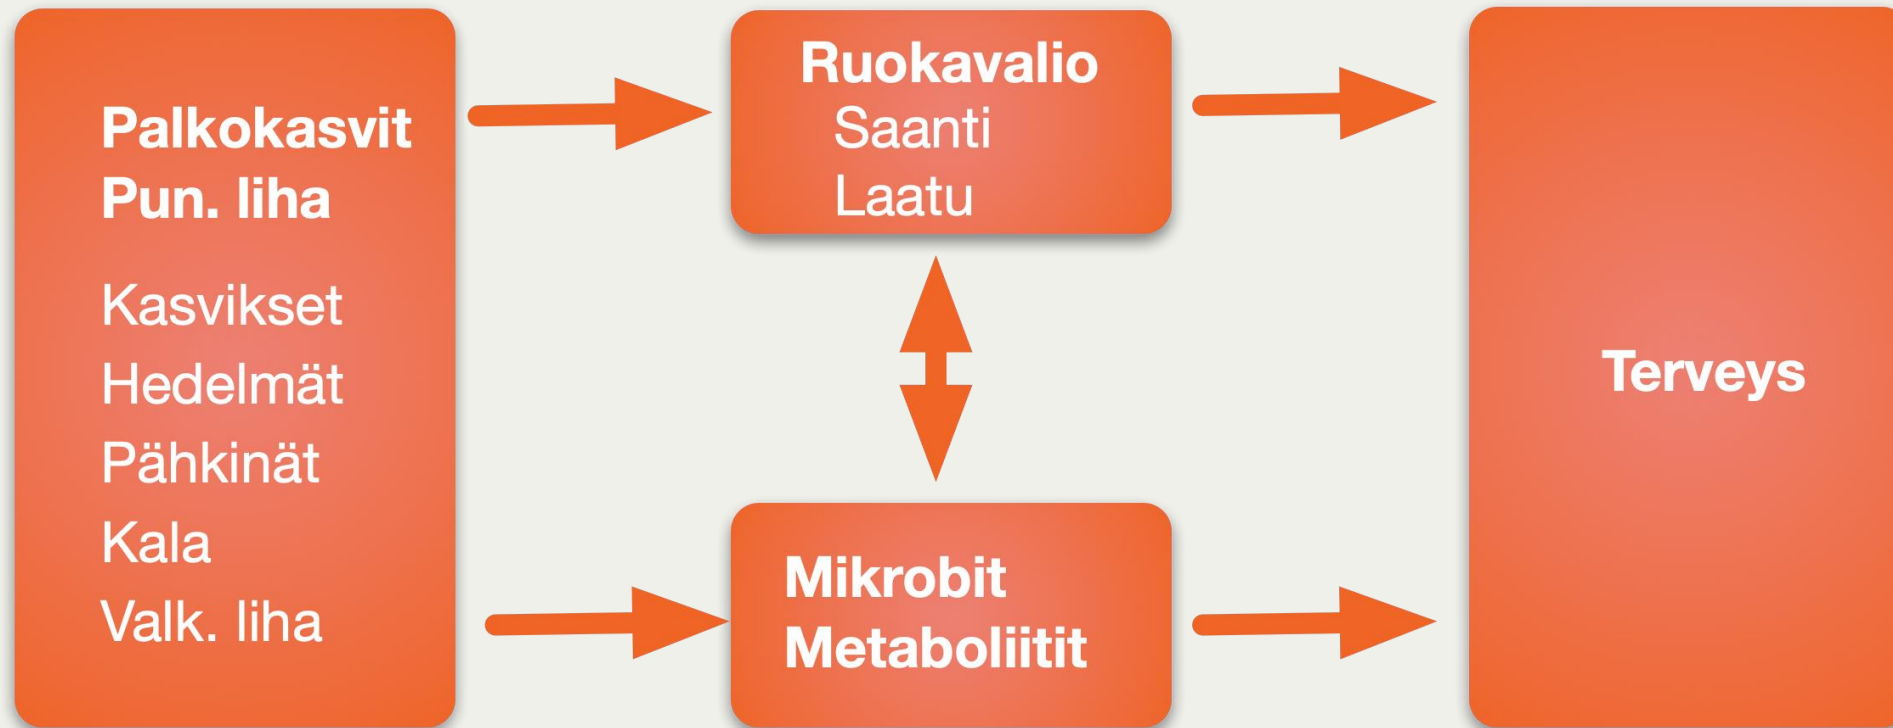 Palkokasvit
Pun. liha
Kasvikset
Hedelmät
Pähkinät
Kala
Valk. liha
Ruokavalio
Saanti
Laatu
Mikrobit
Metaboliitit
Terveys